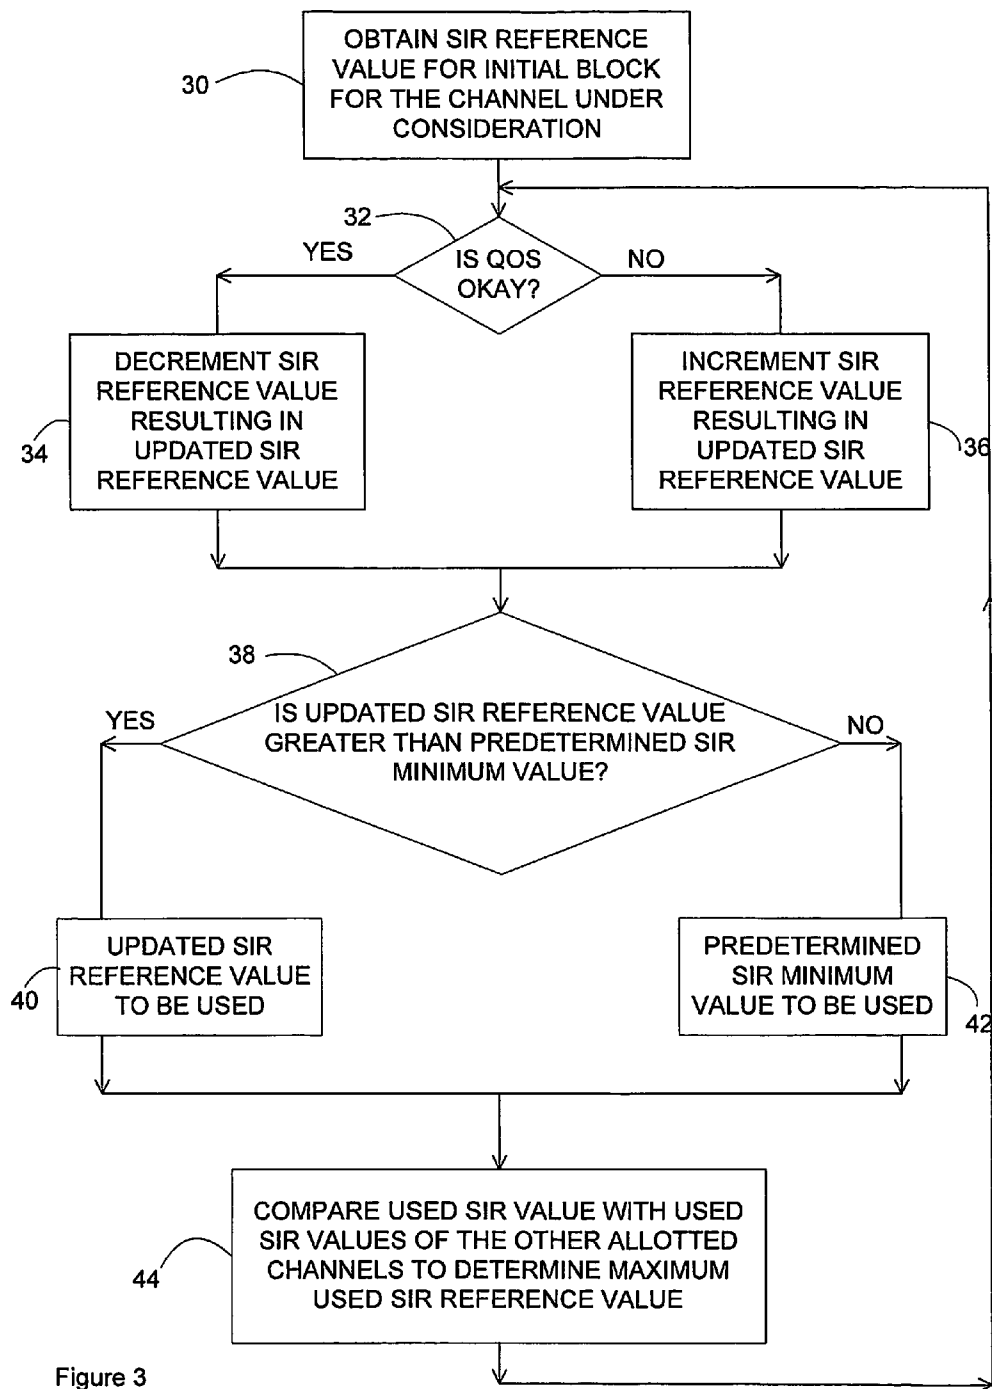 OBTAIN SIR REFERENCE
VALUE FOR INITIAL BLOCK
FOR THE CHANNEL UNDER
CONSIDERATION
30
32
YES
IS QOS
OKAY?
NO
DECREMENT SIR
REFERENCE VALUE
RESULTING IN
UPDATED SIR
REFERENCE VALUE
34
INCREMENT SIR
REFERENCE VALUE
RESULTING IN
UPDATED SIR
REFERENCE VALUE
36
38
YES
IS UPDATED SIR REFERENCE VALUE
GREATER THAN PREDETERMINED SIR
MINIMUM VALUE?
NO
UPDATED SIR
REFERENCE VALUE
TO BE USED
40
PREDETERMINED
SIR MINIMUM
VALUE TO BE USED
42
COMPARE USED SIR VALUE WITH USED
SIR VALUES OF THE OTHER ALLOTTED
CHANNELS TO DETERMINE MAXIMUM
USED SIR REFERENCE VALUE
44
Figure 3